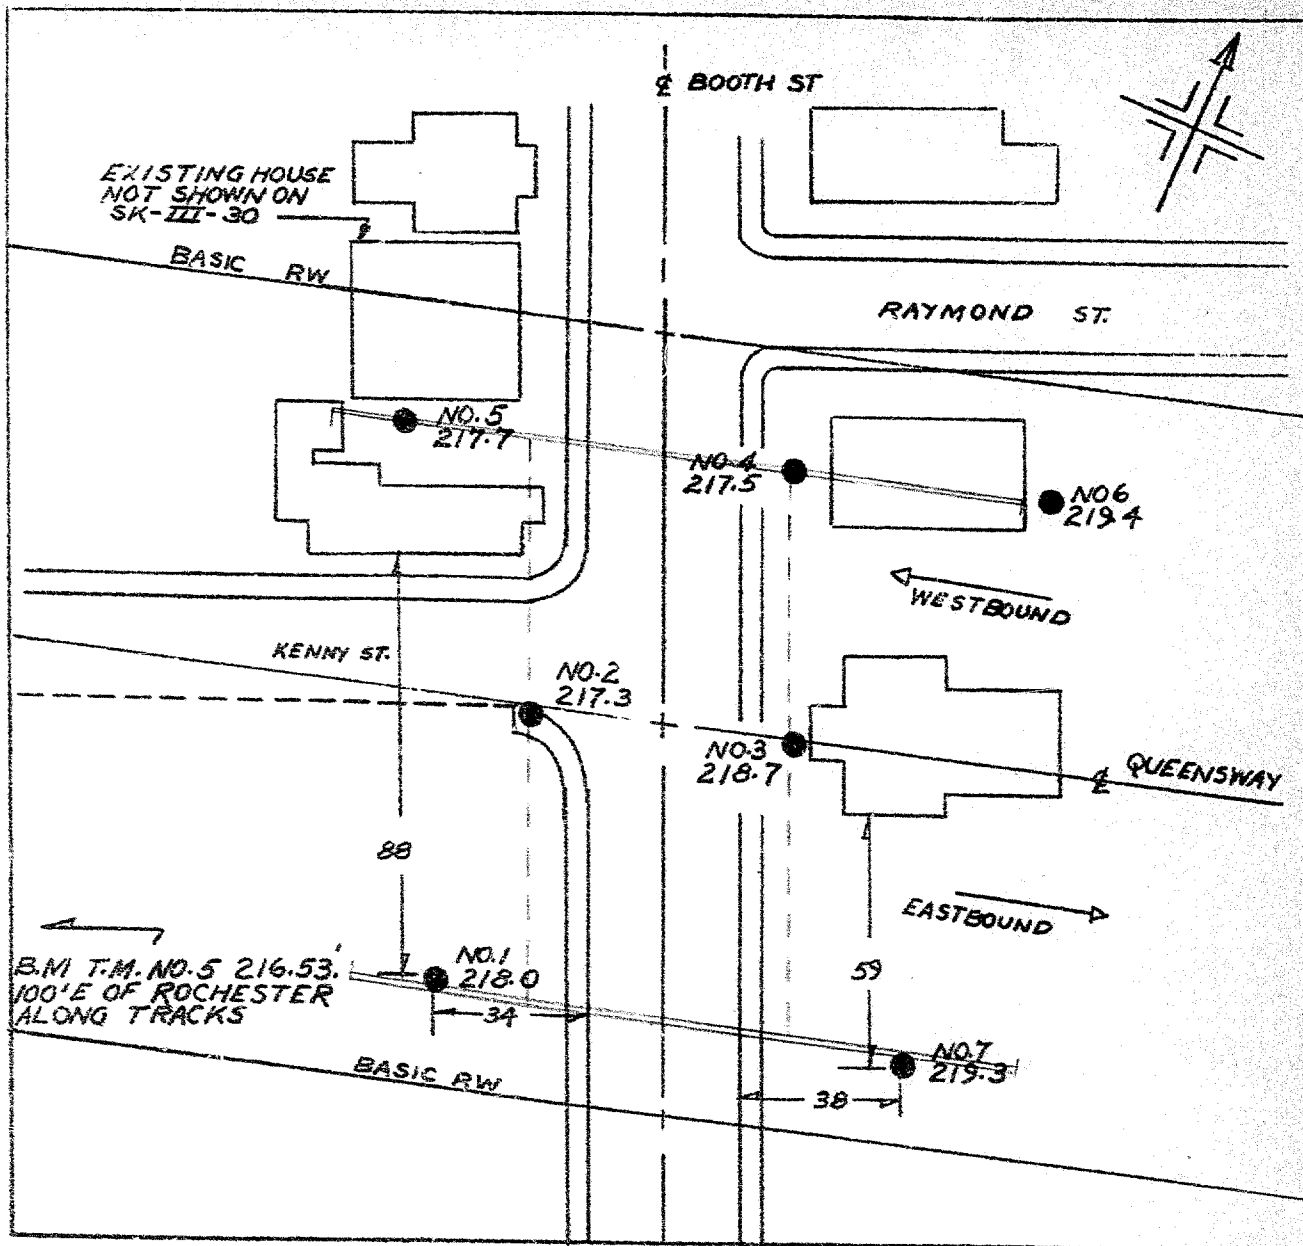 ℄ BOOTH ST
EXISTING HOUSE
NOT SHOWN ON
SK-III-30
BASIC RW
RAYMOND ST.
NO.5
217.7
NO.4
217.5
NO6
219.4
WESTBOUND
KENNY ST.
NO.2
217.3
NO.3
218.7
℄ QUEENSWAY
88
EASTBOUND
B.M T.M. NO.5 216.53'.
100'E OF ROCHESTER
ALONG TRACKS
NO.1
218.0
34
59
NO.7
219.3
BASIC RW
38